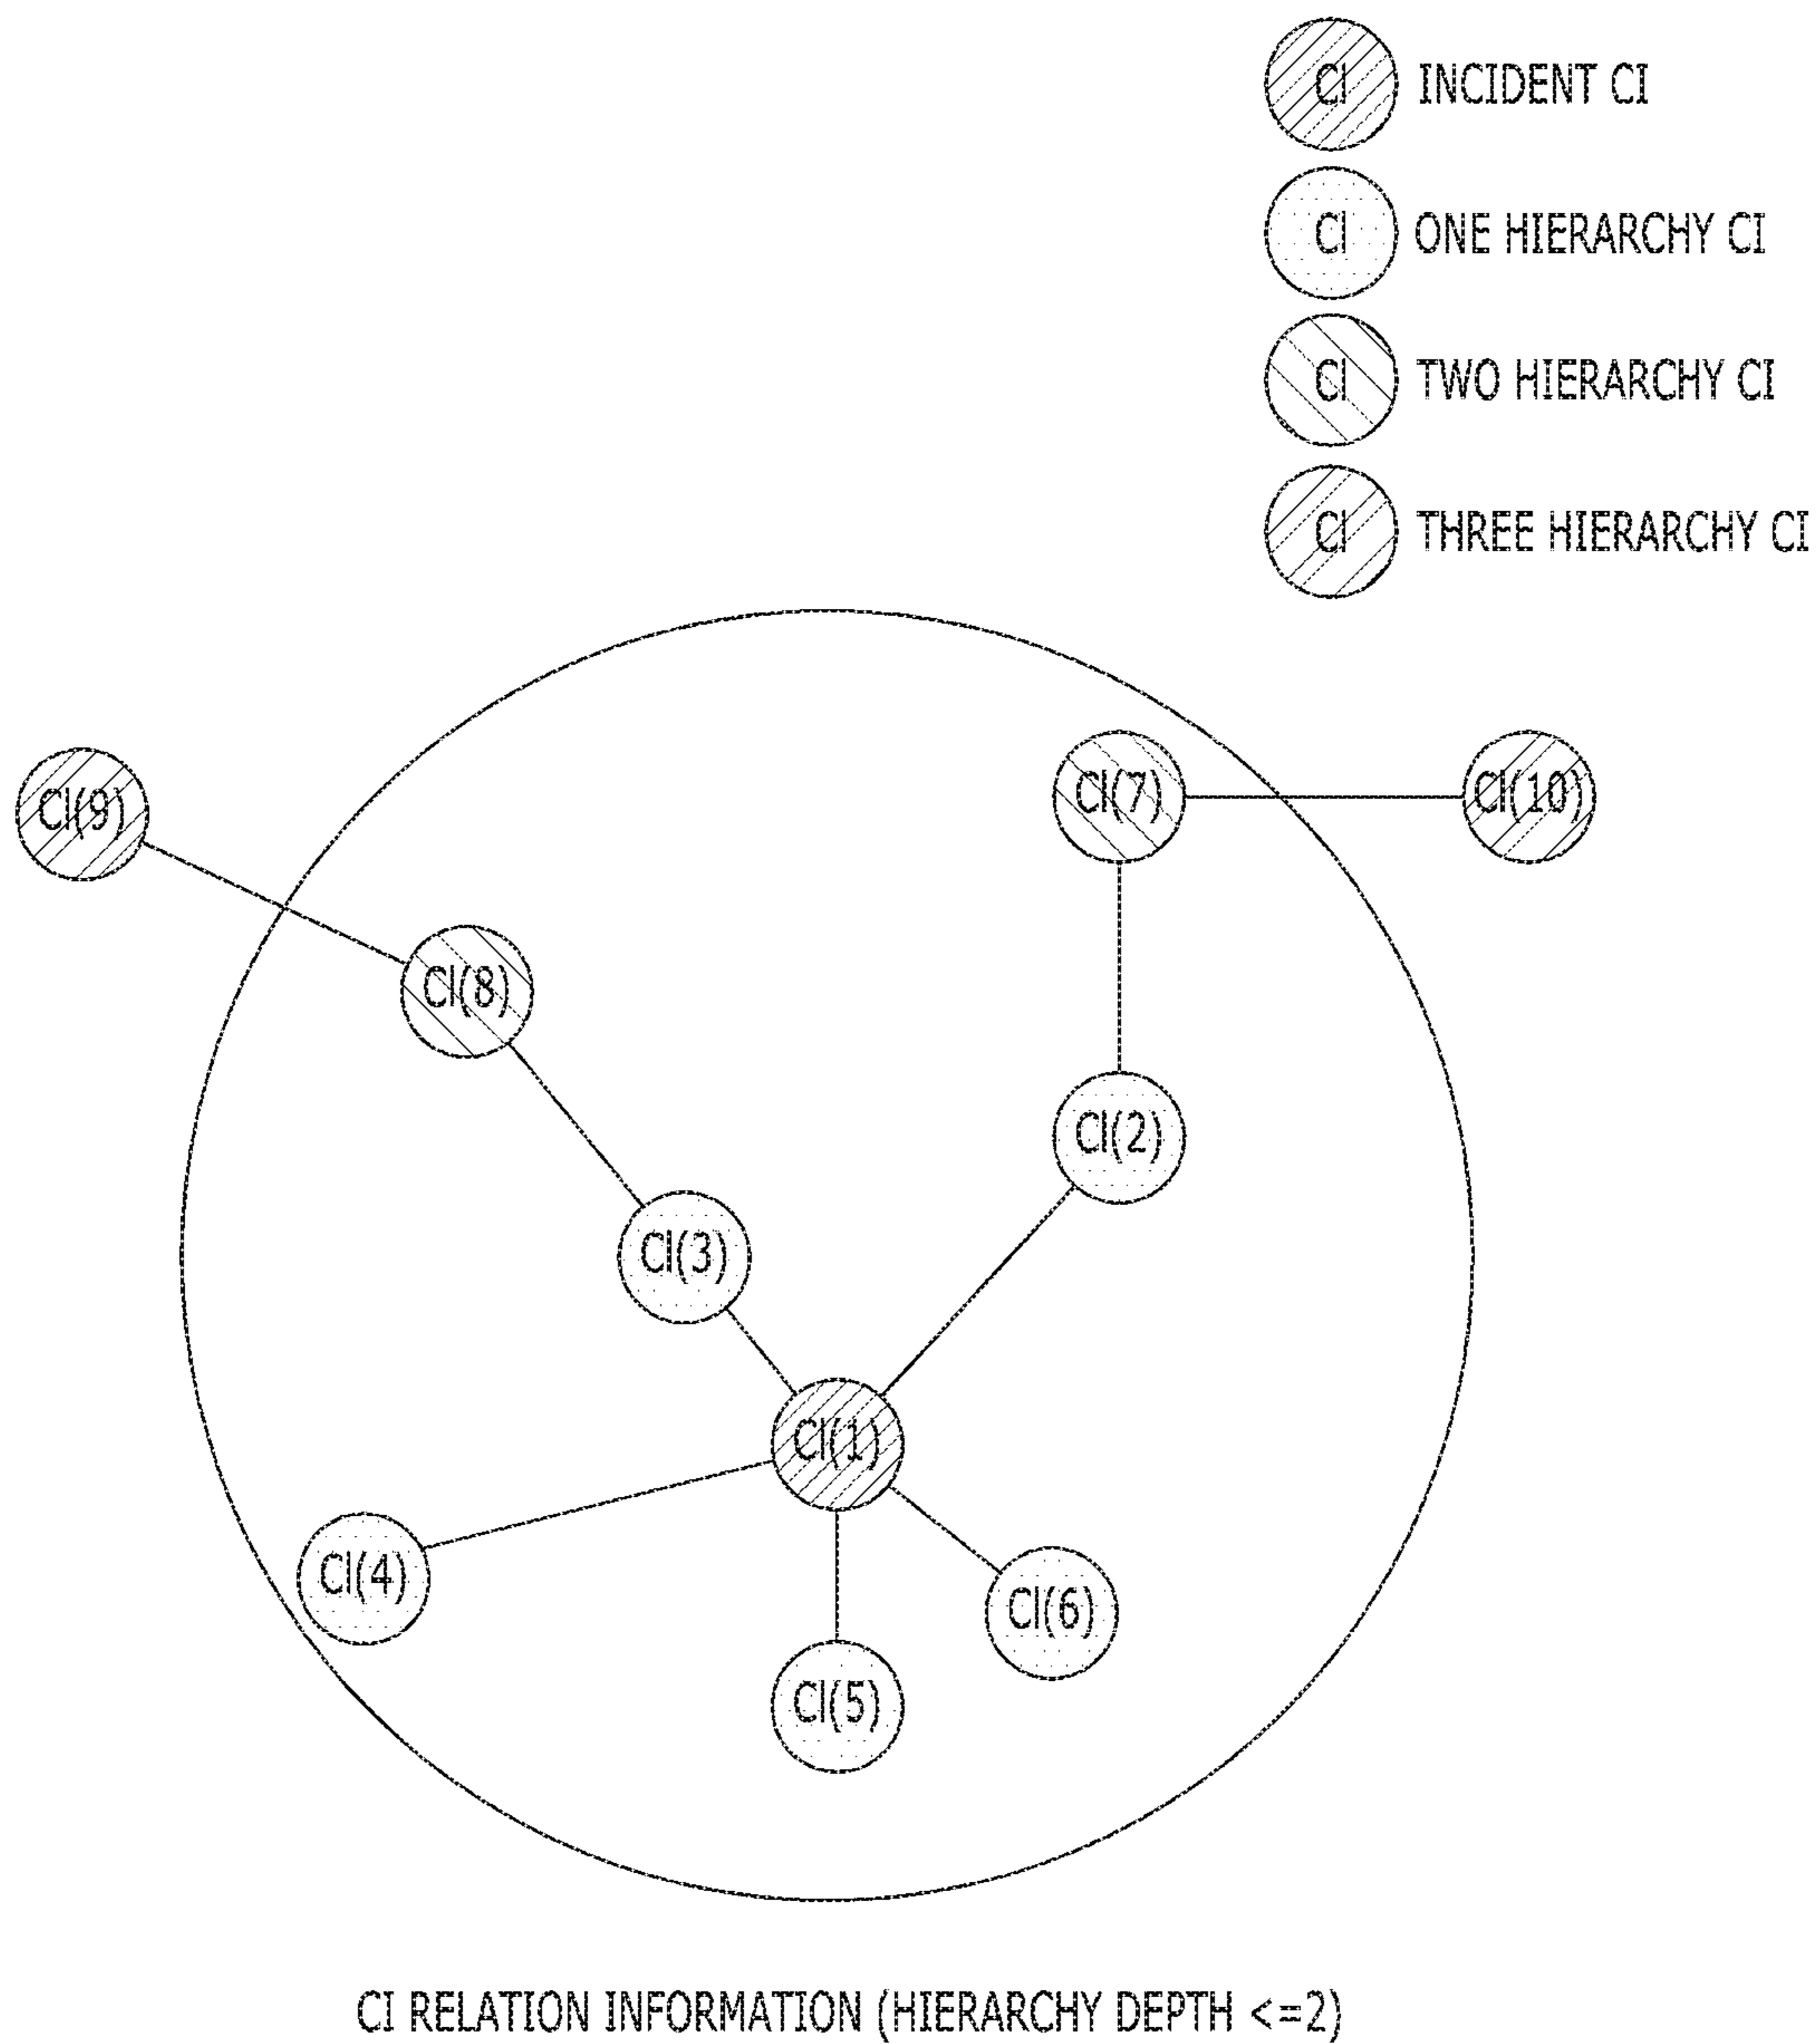 CI INCIDENT CI
CI ONE HIERARCHY CI
CI TWO HIERARCHY CI
CI THREE HIERARCHY CI
CI(9)
CI(7)
CI(10)
CI(8)
CI(2)
CI(3)
CI(1)
CI(4)
CI(6)
CI(5)
CI RELATION INFORMATION (HIERARCHY DEPTH <=2)